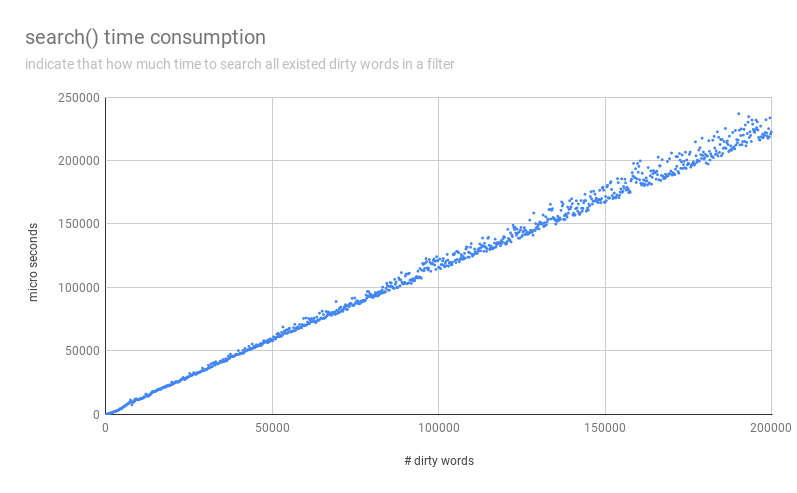 search() time consumption
indicate that how much time to search all existed dirty words in a filter
250000
200000
150000
100000
50000
0
micro seconds
0 50000 100000 150000 200000
# dirty words